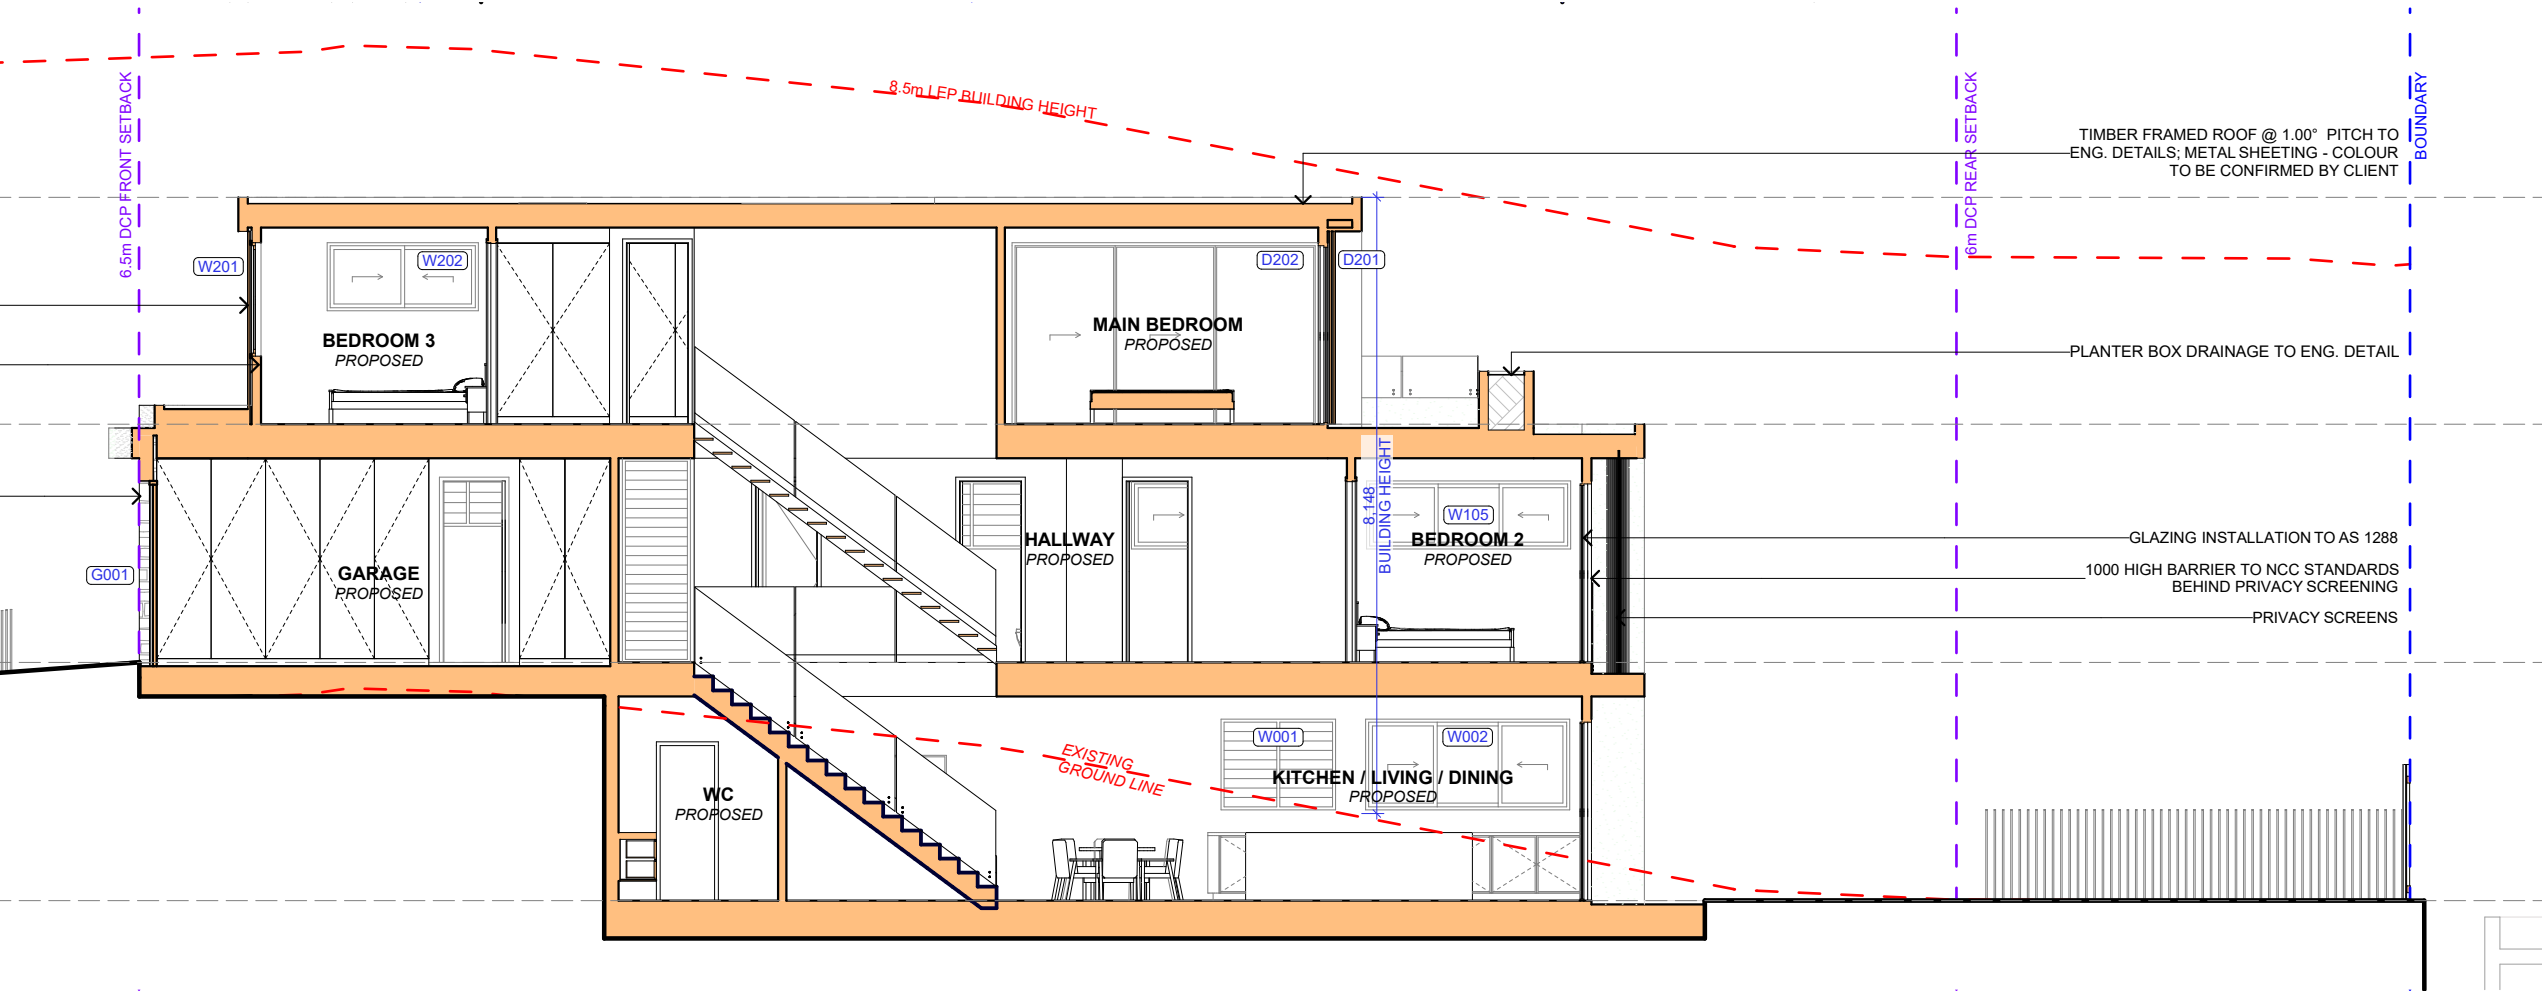 6.5m DCP FRONT SETBACK
8.5m LEP BUILDING HEIGHT
6m DCP REAR SETBACK
BOUNDARY
TIMBER FRAMED ROOF @ 1.00° PITCH TO
ENG. DETAILS; METAL SHEETING - COLOUR
TO BE CONFIRMED BY CLIENT
W201
W202
D202
D201
BEDROOM 3
PROPOSED
MAIN BEDROOM
PROPOSED
PLANTER BOX DRAINAGE TO ENG. DETAIL
8,148
BUILDING HEIGHT
W105
G001
GARAGE
PROPOSED
HALLWAY
PROPOSED
BEDROOM 2
PROPOSED
GLAZING INSTALLATION TO AS 1288
1000 HIGH BARRIER TO NCC STANDARDS
BEHIND PRIVACY SCREENING
PRIVACY SCREENS
EXISTING
GROUND LINE
W001
W002
WC
PROPOSED
KITCHEN / LIVING / DINING
PROPOSED